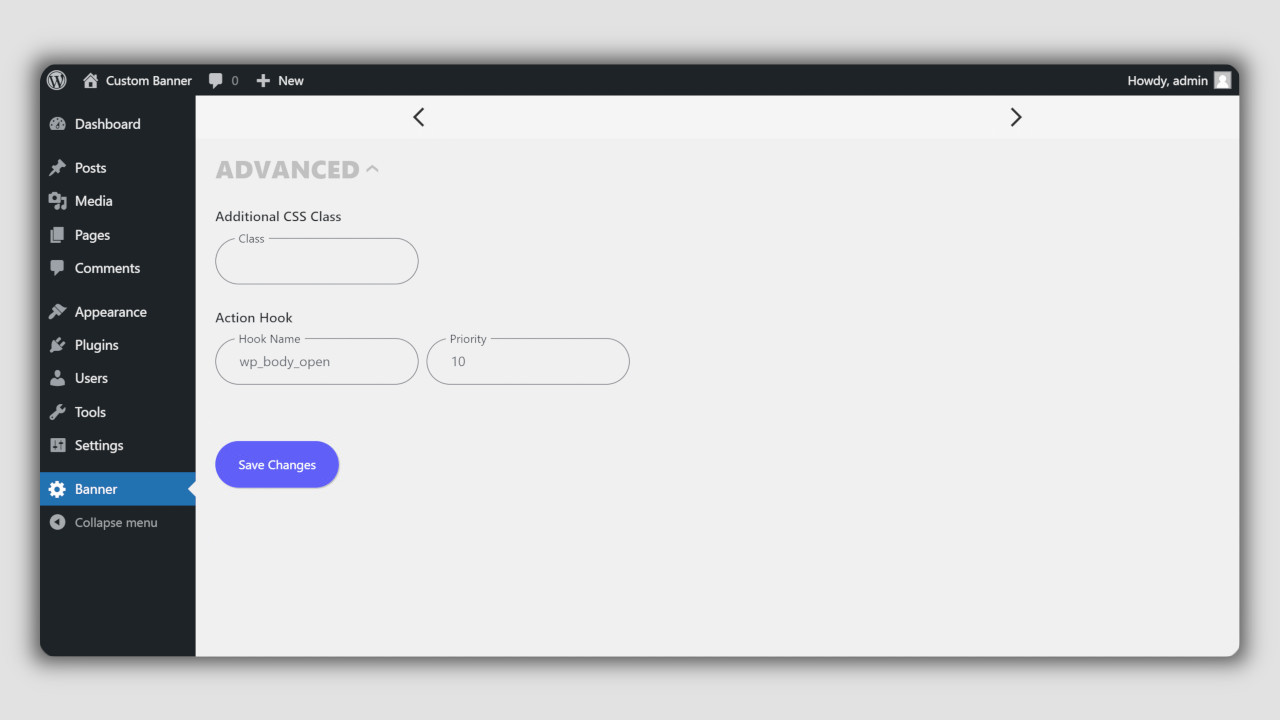 Custom Banner
0
New
Howdy, admin
Dashboard
Posts
Media
Pages
Comments
Appearance
Plugins
Users
Tools
Settings
Banner
Collapse menu
ADVANCED
Additional CSS Class
Class
Action Hook
Hook Name
Priority
wp_body_open
10
Save Changes